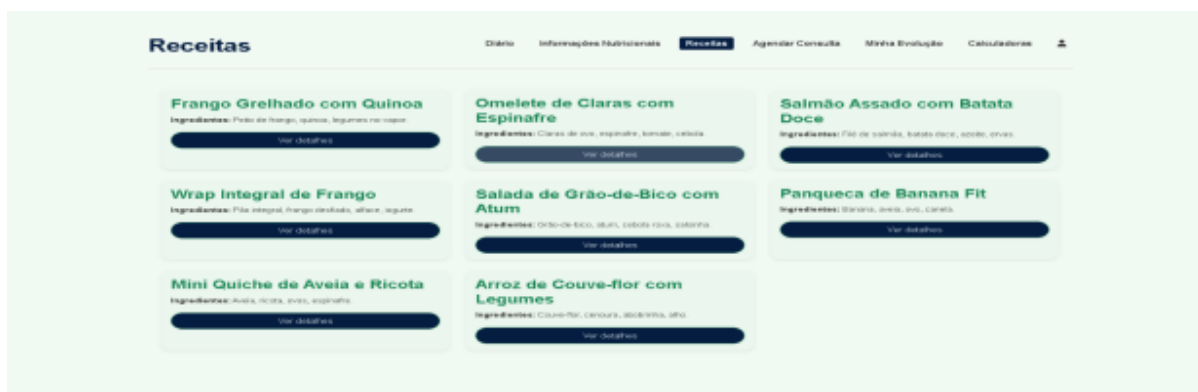 Receitas
Diário Informações Nutricionais Receitas Agendar Consulta Minha Evolução Calculadoras
Frango Grelhado com Quinoa
Ingredientes: Peito de frango, quinoa, legumes no vapor.
Ver detalhes
Omelete de Claras com
Espinafre
Ingredientes: Claras de ovo, espinafre, tomate, cebola.
Ver detalhes
Salmão Assado com Batata
Doce
Ingredientes: Filé de salmão, batata doce, azeite, ervas.
Ver detalhes
Wrap Integral de Frango
Ingredientes: Pão integral, frango desfiado, alface, iogurte.
Ver detalhes
Salada de Grão-de-Bico com
Atum
Ingredientes: Grão-de-bico, atum, cebola roxa, salsinha.
Ver detalhes
Panqueca de Banana Fit
Ingredientes: Banana, aveia, ovo, canela.
Ver detalhes
Mini Quiche de Aveia e Ricota
Ingredientes: Aveia, ricota, ovos, espinafre.
Ver detalhes
Arroz de Couve-flor com
Legumes
Ingredientes: Couve-flor, cenoura, abobrinha, alho.
Ver detalhes